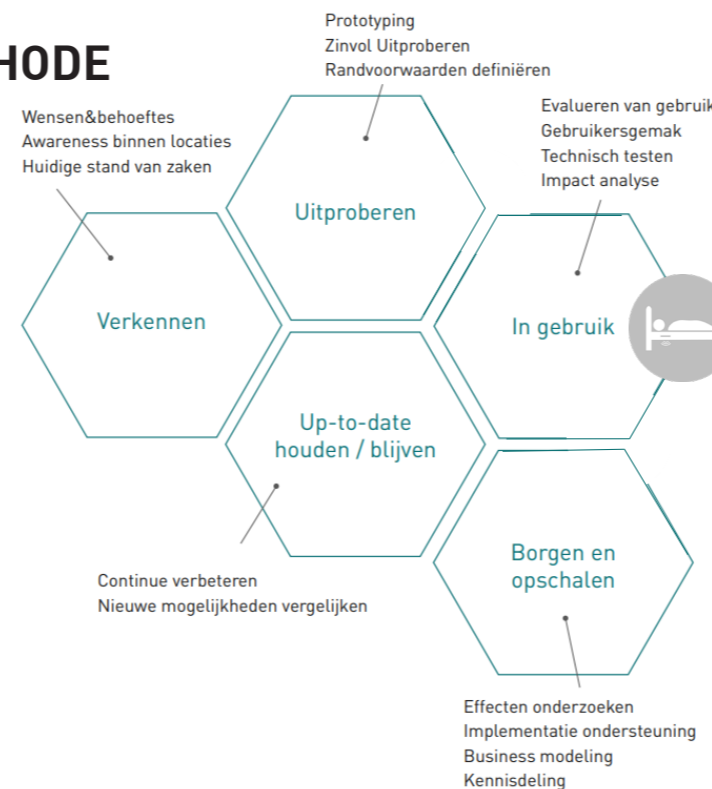 HODE
Prototyping
Zinvol Uitproberen
Randvoorwaarden definiëren
Wensen&behoeftes
Awareness binnen locaties
Huidige stand van zaken
Evalueren van gebruik
Gebruikersgemak
Technisch testen
Impact analyse
Uitproberen
Verkennen
In gebruik
Up-to-date
houden / blijven
Borgen en
opschalen
Continue verbeteren
Nieuwe mogelijkheden vergelijken
Effecten onderzoeken
Implementatie ondersteuning
Business modeling
Kennisdeling